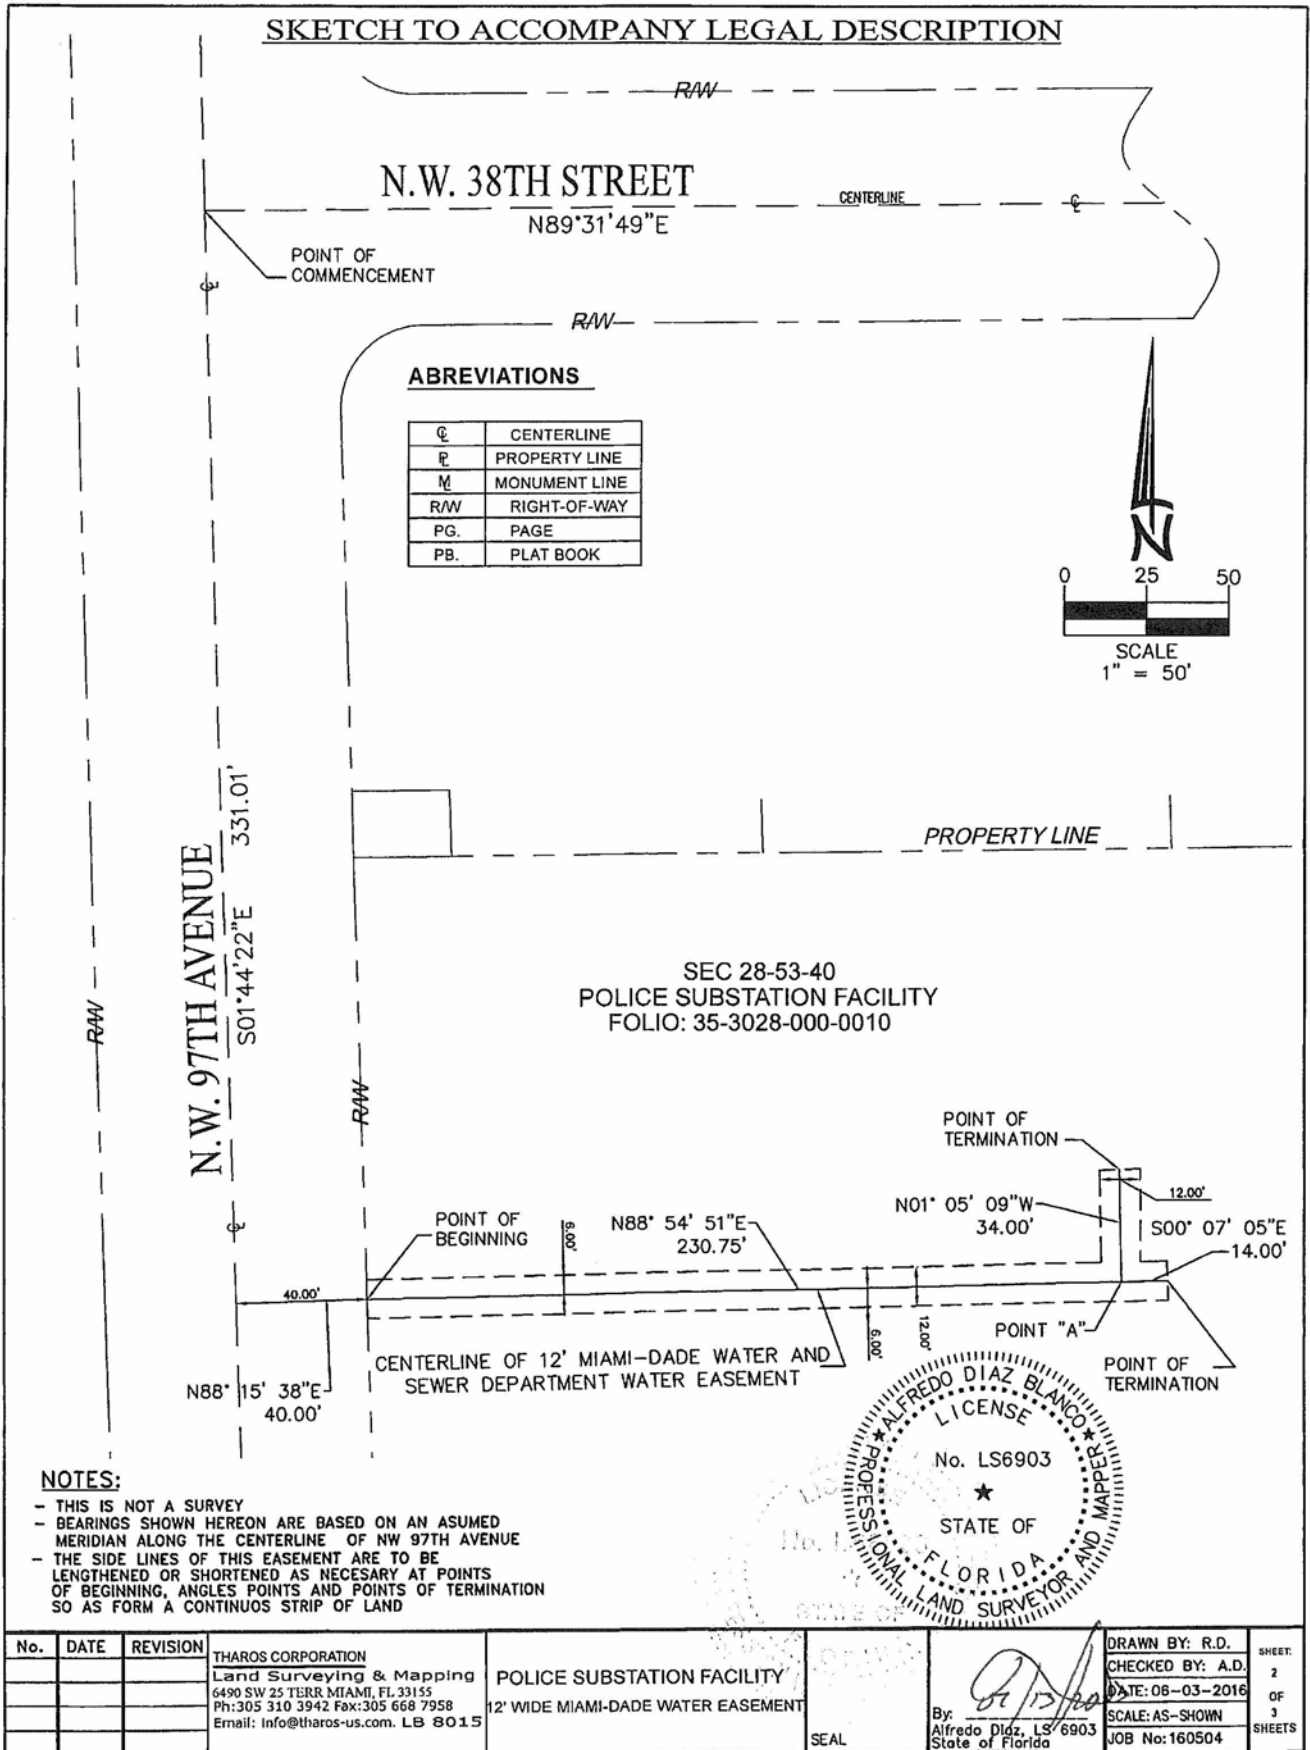 SKETCH TO ACCOMPANY LEGAL DESCRIPTION
R/W
N.W. 38TH STREET
CENTERLINE
℄
N89°31'49"E
POINT OF
COMMENCEMENT
℄
R/W
ABREVIATIONS
℄ CENTERLINE
PROPERTY LINE
MONUMENT LINE
R/W RIGHT-OF-WAY
PG. PAGE
PB. PLAT BOOK
N
0 25 50
SCALE
1" = 50'
N.W. 97TH AVENUE
S01°44'22"E 331.01'
PROPERTY LINE
R/W
R/W
SEC 28-53-40
POLICE SUBSTATION FACILITY
FOLIO: 35-3028-000-0010
POINT OF
TERMINATION
12.00'
N01° 05' 09"W
34.00'
S00° 07' 05"E
14.00'
℄
POINT OF
BEGINNING
6.00'
N88° 54' 51"E
230.75'
40.00'
6.00'
12.00'
POINT "A"
POINT OF
TERMINATION
CENTERLINE OF 12' MIAMI-DADE WATER AND
SEWER DEPARTMENT WATER EASEMENT
N88° 15' 38"E
40.00'
ALFREDO DIAZ BLANCO
LICENSE
No. LS6903
★
STATE OF
FLORIDA
PROFESSIONAL LAND SURVEYOR AND MAPPER
NOTES:
- THIS IS NOT A SURVEY
- BEARINGS SHOWN HEREON ARE BASED ON AN ASUMED
MERIDIAN ALONG THE CENTERLINE OF NW 97TH AVENUE
- THE SIDE LINES OF THIS EASEMENT ARE TO BE
LENGTHENED OR SHORTENED AS NECESARY AT POINTS
OF BEGINNING, ANGLES POINTS AND POINTS OF TERMINATION
SO AS FORM A CONTINUOS STRIP OF LAND
No. DATE REVISION
THAROS CORPORATION
Land Surveying & Mapping
6490 SW 25 TERR MIAMI, FL 33155
Ph:305 310 3942 Fax:305 668 7958
Email: info@tharos-us.com. LB 8015
POLICE SUBSTATION FACILITY
12' WIDE MIAMI-DADE WATER EASEMENT
SEAL
By:
Alfredo Diaz, LS 6903
State of Florida
DRAWN BY: R.D.
CHECKED BY: A.D.
DATE: 06-03-2016
SCALE: AS-SHOWN
JOB No: 160504
SHEET:
2
OF
3
SHEETS